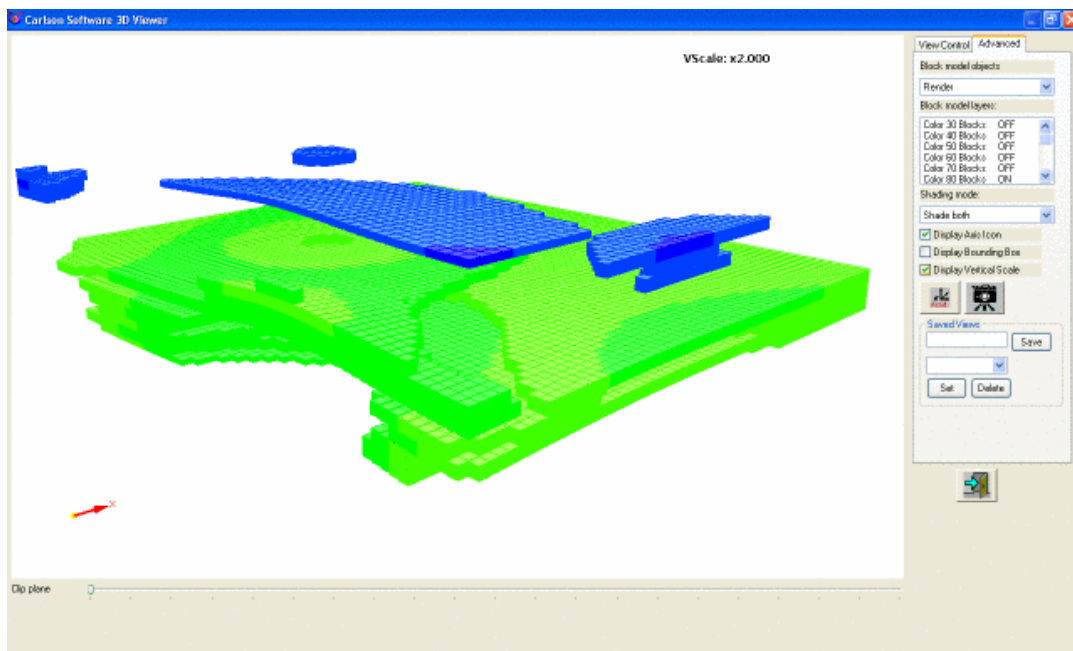 Carlson Software 3D Viewer
VScale: x2.000
View Control Advanced
Block model objects
Render
Block model layers:
Color 30 Blocks OFF
Color 40 Blocks OFF
Color 50 Blocks OFF
Color 60 Blocks OFF
Color 70 Blocks OFF
Color 80 Blocks ON
Shading mode:
Shade both
Display Axis Icon
Display Bounding Box
Display Vertical Scale
Saved Views
Save
Set Delete
X
Clip plane